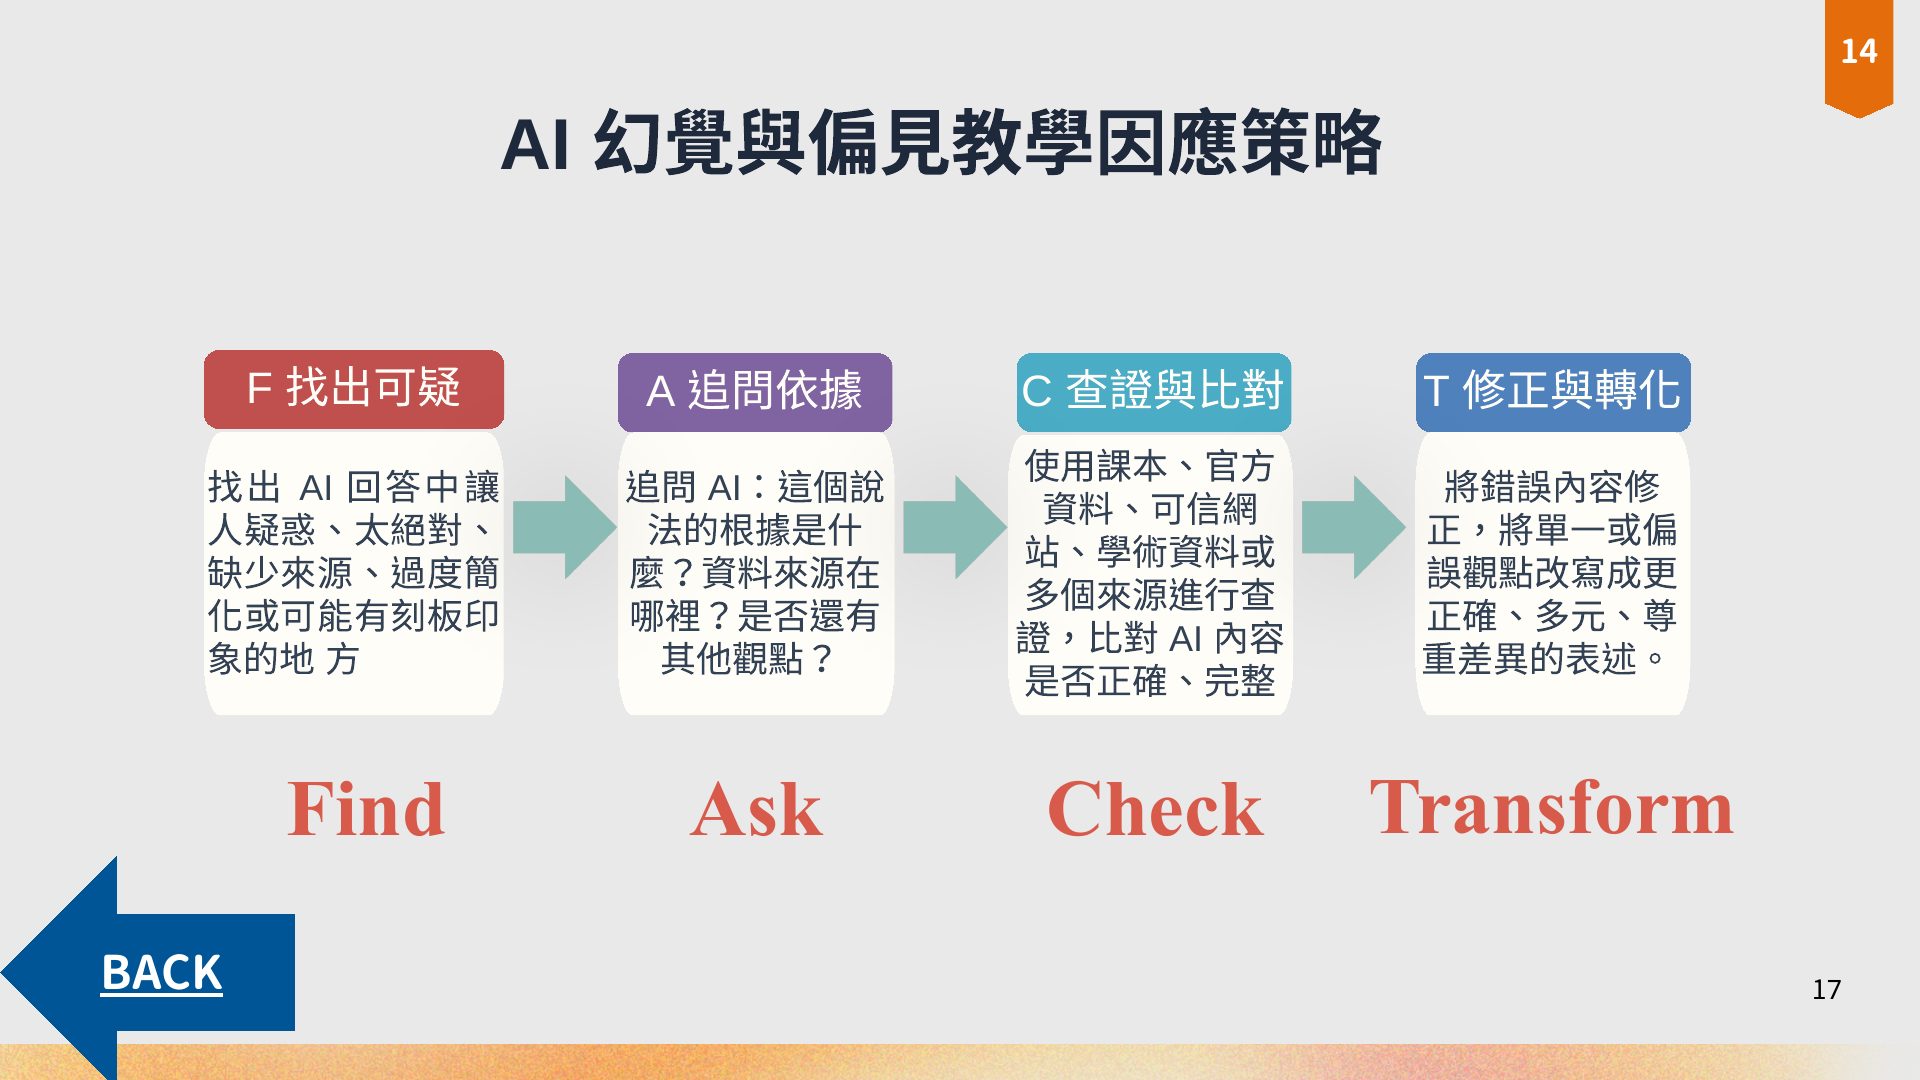 14
AI 幻覺與偏見教學因應策略
F 找出可疑
找出 AI 回答中讓
人疑惑、太絕對、
缺少來源、過度簡
化或可能有刻板印
象的地 方
A 追問依據
追問 AI：這個說
法的根據是什
麼？資料來源在
哪裡？是否還有
其他觀點？
C 查證與比對
使用課本、官方
資料、可信網
站、學術資料或
多個來源進行查
證，比對 AI 內容
是否正確、完整
T 修正與轉化
將錯誤內容修
正，將單一或偏
誤觀點改寫成更
正確、多元、尊
重差異的表述。
Find
Ask
Check
Transform
BACK
17